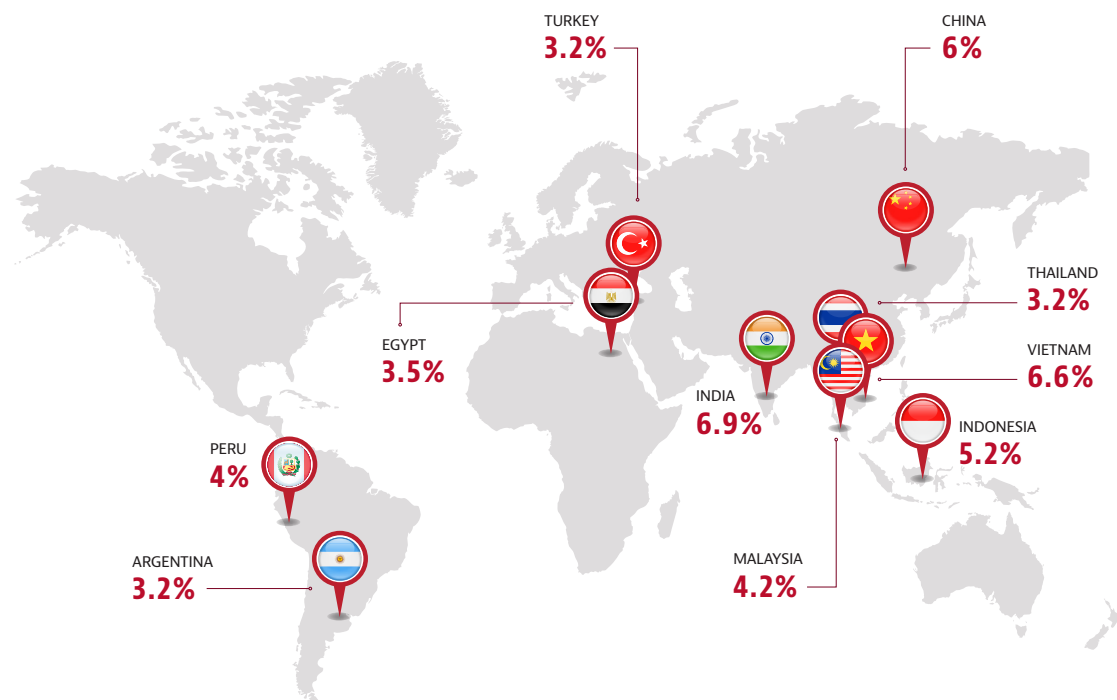 TURKEY
3.2%
CHINA
6%
THAILAND
3.2%
EGYPT
3.5%
VIETNAM
6.6%
INDIA
6.9%
INDONESIA
5.2%
PERU
4%
ARGENTINA
3.2%
MALAYSIA
4.2%